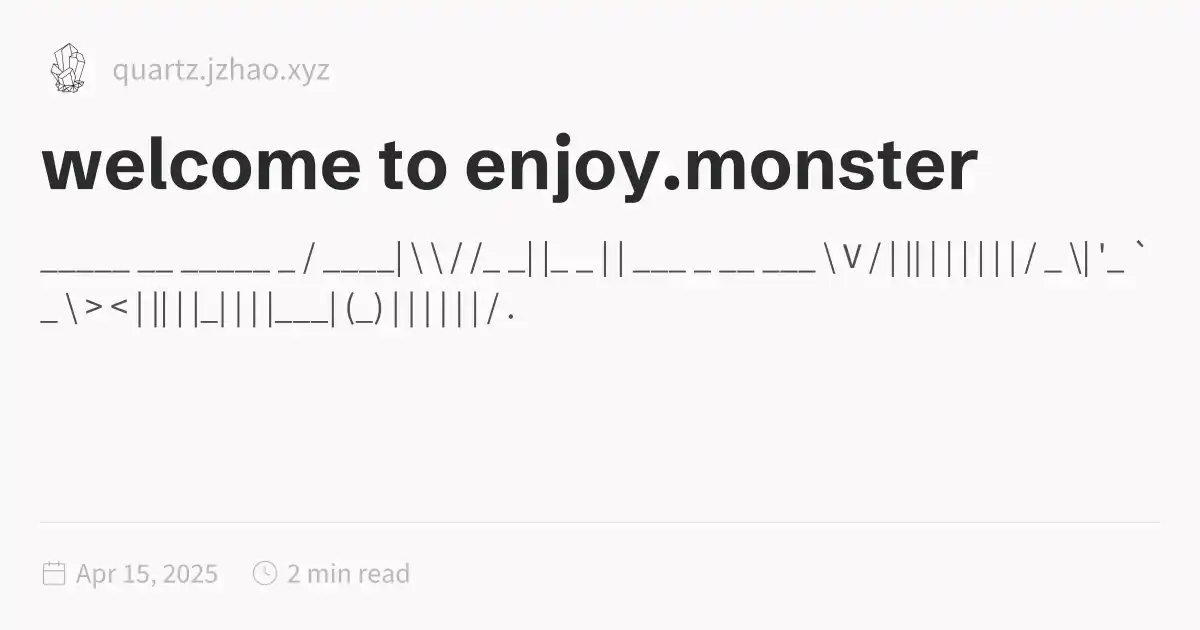 quartz.jzhao.xyz
welcome to enjoy.monster
_____ __ _____ _ / ____| \ \ / /_ _| |_ _ | | ___ _ __ ___ \ V / | || | | | | | | / _ \| '_ `
_ \ > < | || | | |_| | | | |___| (_) | | | | | | / .
Apr 15, 2025
2 min read